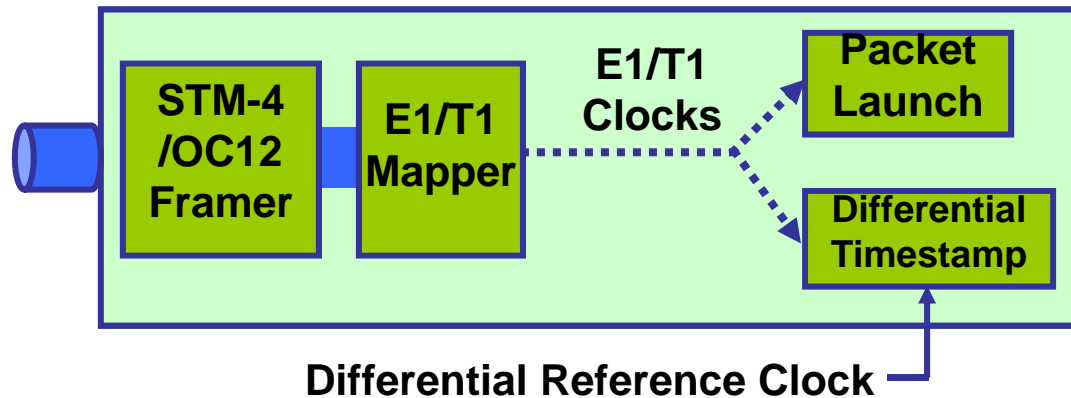 STM-4
/OC12
Framer
E1/T1
Mapper
E1/T1
Clocks
Packet
Launch
Differential
Timestamp
Differential Reference Clock